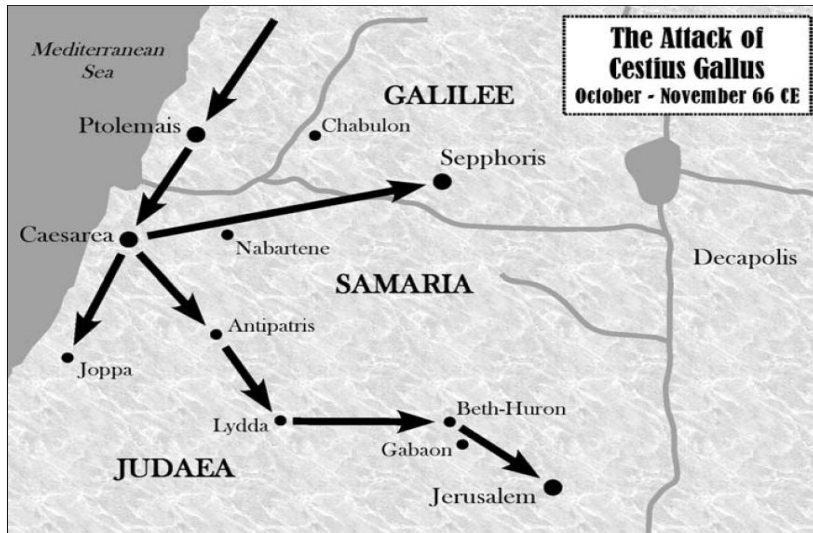 The Attack of
Cestius Gallus
October - November 66 CE
Mediterranean
Sea
GALILEE
Ptolemais
Chabulon
Sepphoris
Caesarea
Nabartene
Decapolis
SAMARIA
Antipatris
Joppa
Beth-Huron
Lydda
Gabaon
JUDAEA
Jerusalem